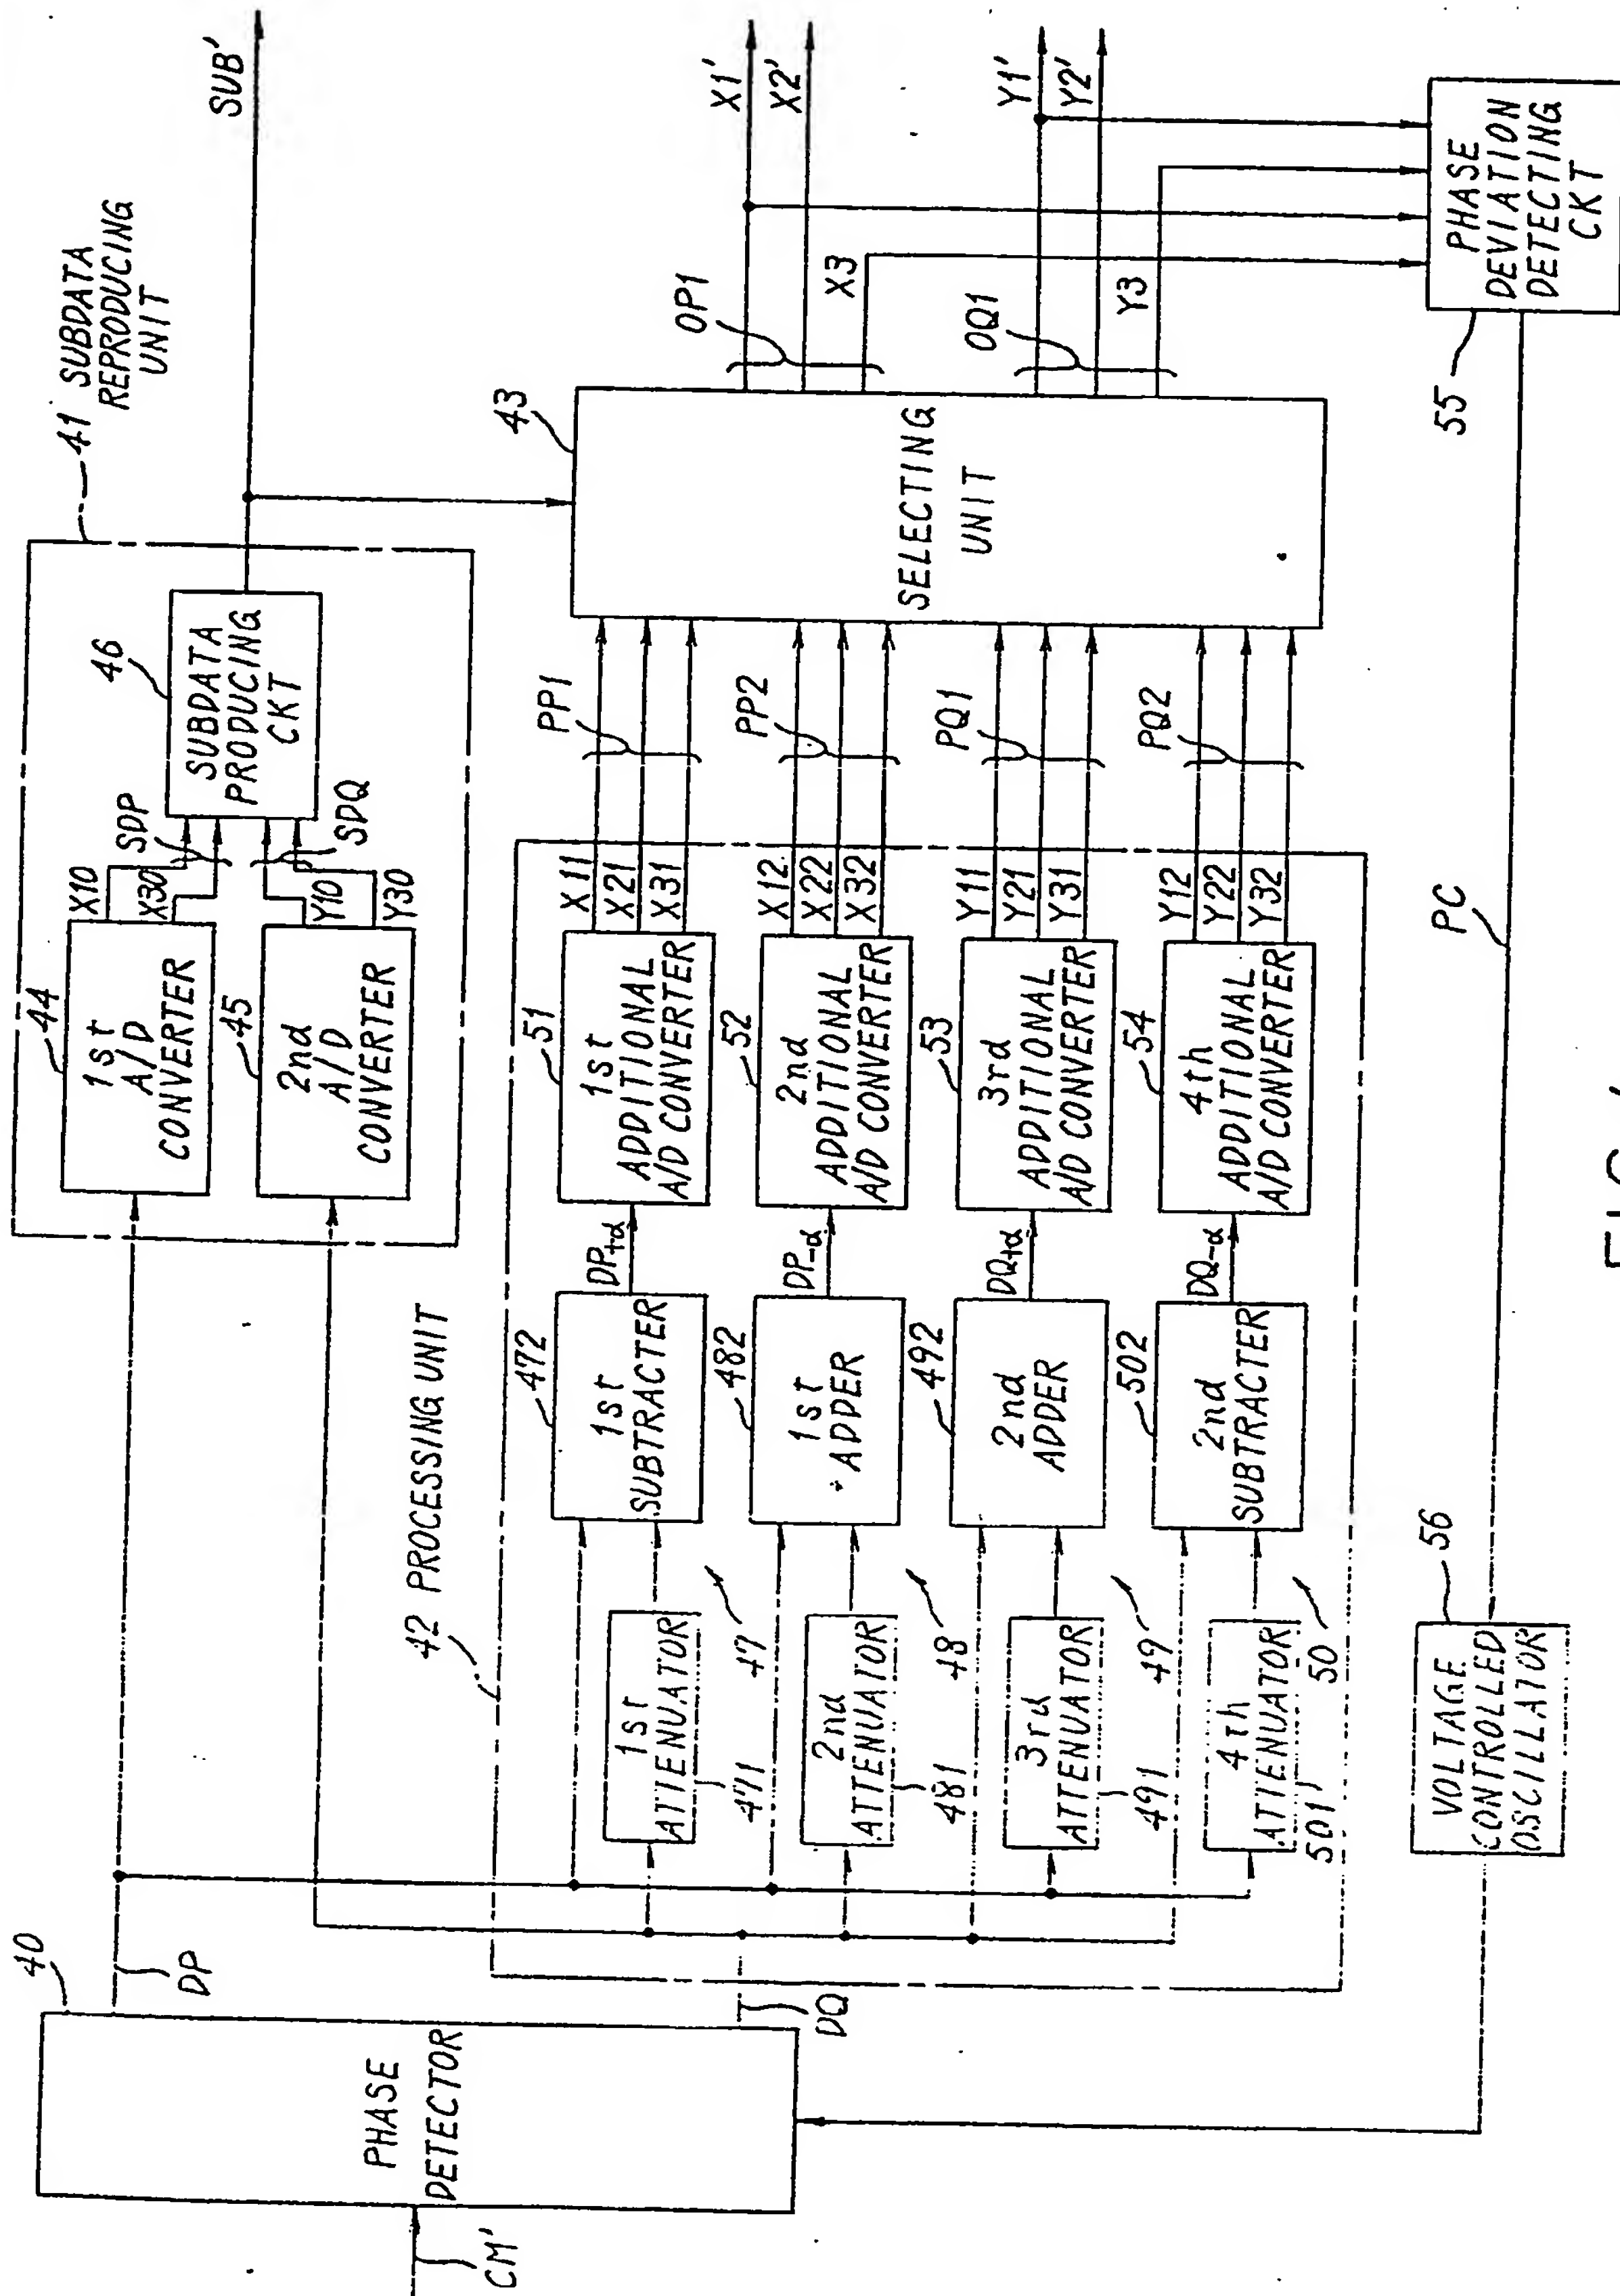 40
PHASE
DETECTOR
CM'
DP
DQ
41 SUBDATA
REPRODUCING
UNIT
44
1st
A/D
CONVERTER
45
2nd
A/D
CONVERTER
X10
X30
Y10
Y30
SDP
SDQ
46
SUBDATA
PRODUCING
CKT
SUB'
42 PROCESSING UNIT
1st
ATTENUATOR
471
47
472
1st
SUBTRACTER
DP+α
51
1st
ADDITIONAL
A/D CONVERTER
X11
X21
X31
PP1
2nd
ATTENUATOR
481
48
482
1st
ADDER
DP-α
52
2nd
ADDITIONAL
A/D CONVERTER
X12
X22
X32
PP2
3rd
ATTENUATOR
491
49
492
2nd
ADDER
DQ+α
53
3rd
ADDITIONAL
A/D CONVERTER
Y11
Y21
Y31
PQ1
4th
ATTENUATOR
501
50
502
2nd
SUBTRACTER
DQ-α
54
4th
ADDITIONAL
A/D CONVERTER
Y12
Y22
Y32
PQ2
43
SELECTING
UNIT
OP1
X1'
X2'
X3
OQ1
Y1'
Y2'
Y3
55
PHASE
DEVIATION
DETECTING
CKT
PC
56
VOLTAGE
CONTROLLED
OSCILLATOR